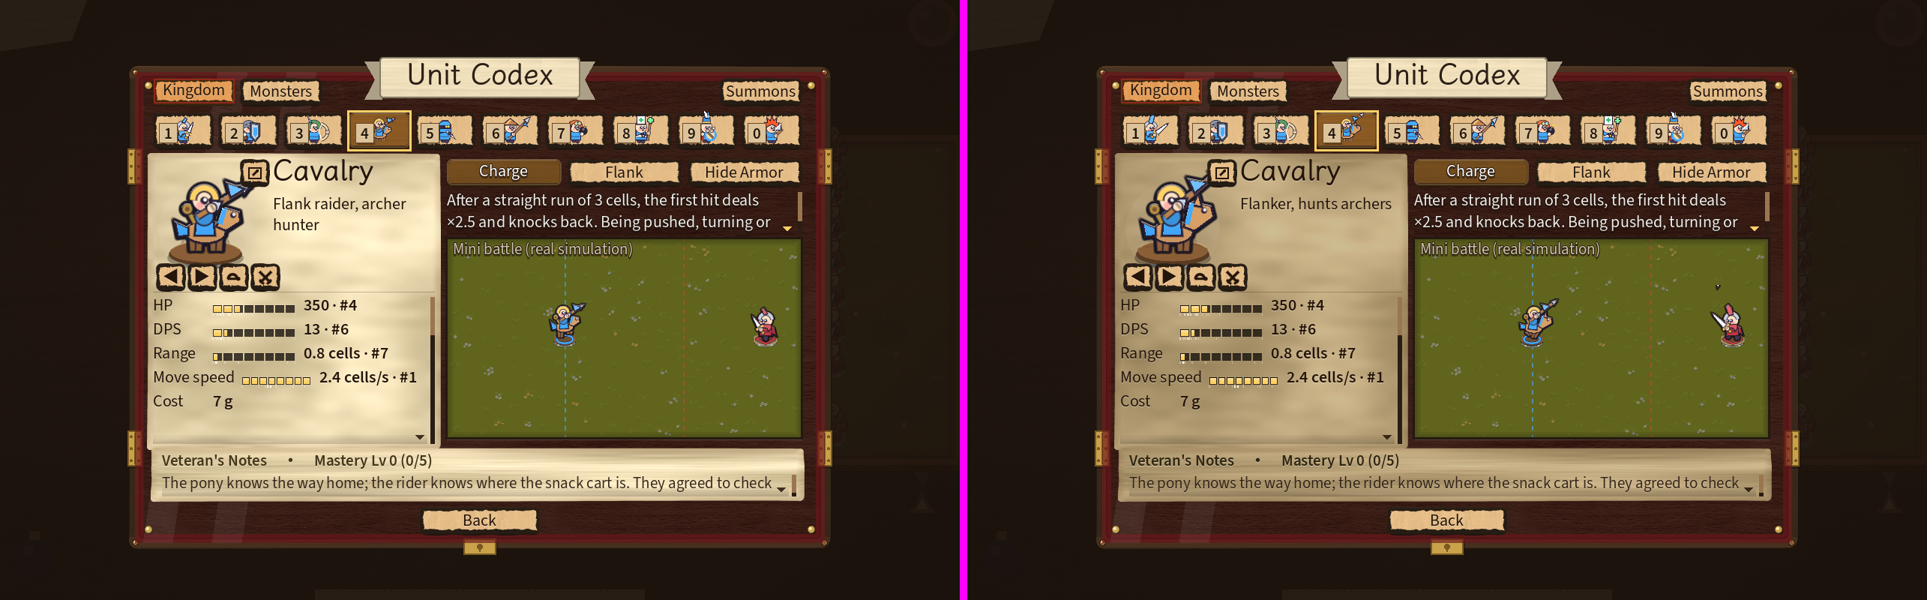 Unit Codex
Kingdom Monsters Summons
1 2 3 4 5 6 7 8 9 0
Cavalry
Flank raider, archer
hunter
Charge Flank Hide Armor
After a straight run of 3 cells, the first hit deals
×2.5 and knocks back. Being pushed, turning or
Mini battle (real simulation)
HP 350 · #4
DPS 13 · #6
Range 0.8 cells · #7
Move speed 2.4 cells/s · #1
Cost 7 g
Veteran's Notes • Mastery Lv 0 (0/5)
The pony knows the way home; the rider knows where the snack cart is. They agreed to check
Back
Unit Codex
Kingdom Monsters Summons
1 2 3 4 5 6 7 8 9 0
Cavalry
Flanker, hunts archers
Charge Flank Hide Armor
After a straight run of 3 cells, the first hit deals
×2.5 and knocks back. Being pushed, turning or
Mini battle (real simulation)
HP 350 · #4
DPS 13 · #6
Range 0.8 cells · #7
Move speed 2.4 cells/s · #1
Cost 7 g
Veteran's Notes • Mastery Lv 0 (0/5)
The pony knows the way home; the rider knows where the snack cart is. They agreed to check
Back